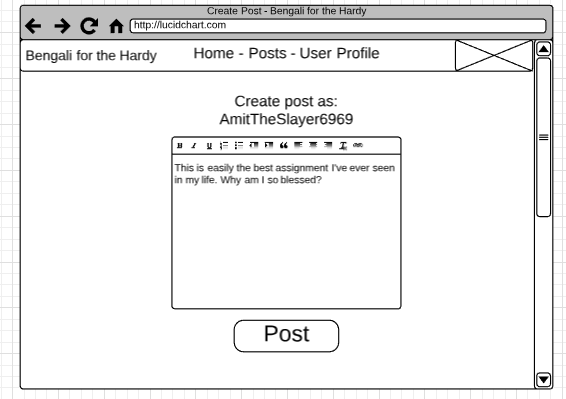 Create Post - Bengali for the Hardy
http://lucidchart.com
Bengali for the Hardy
Home - Posts - User Profile
Create post as:
AmitTheSlayer6969
B I U
This is easily the best assignment I've ever seen
in my life. Why am I so blessed?
Post